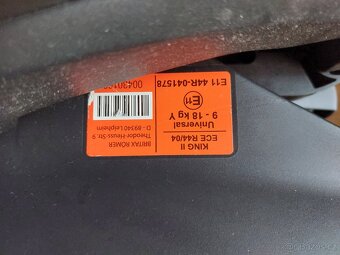 KING II
ECE R44/04
Universal
9 - 18 kg Y
E11
E11 44R-041578
BRITAX RÖMER
Theodor-Heuss-Str. 9
D - 89340 Leipheim